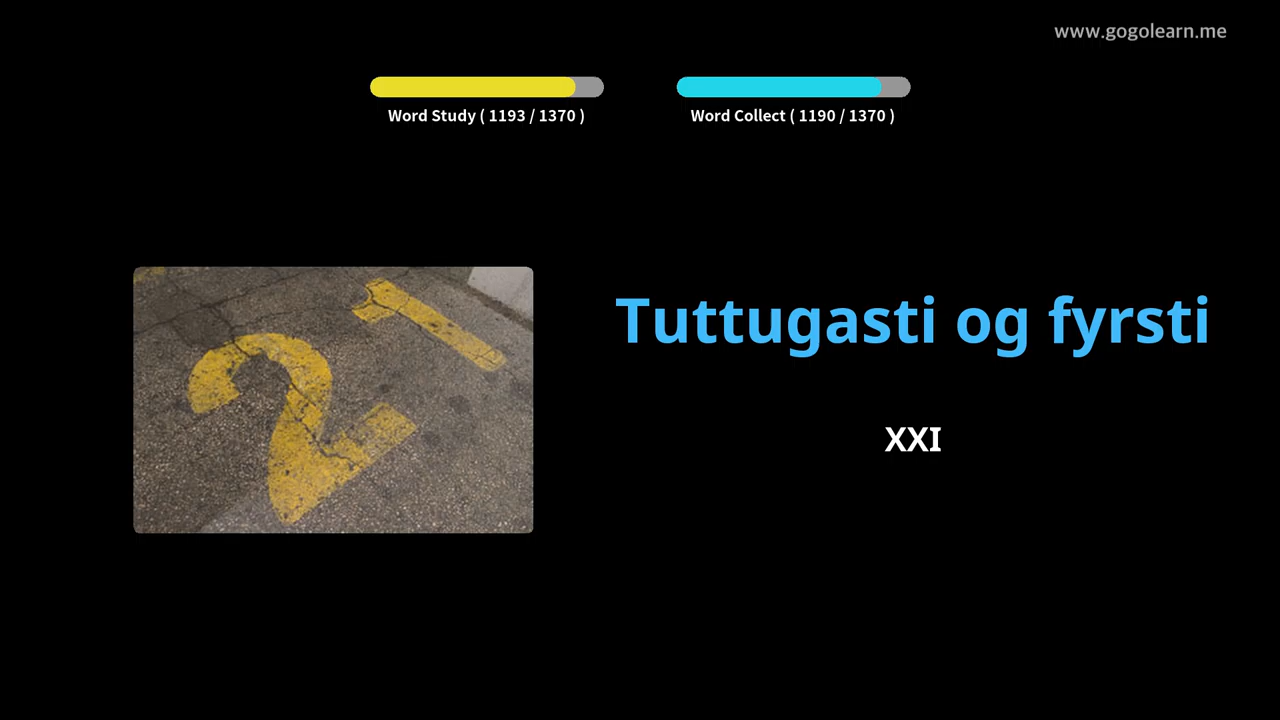 www.gogolearn.me
Word Study ( 1193 / 1370 )
Word Collect ( 1190 / 1370 )
21
Tuttugasti og fyrsti
XXI